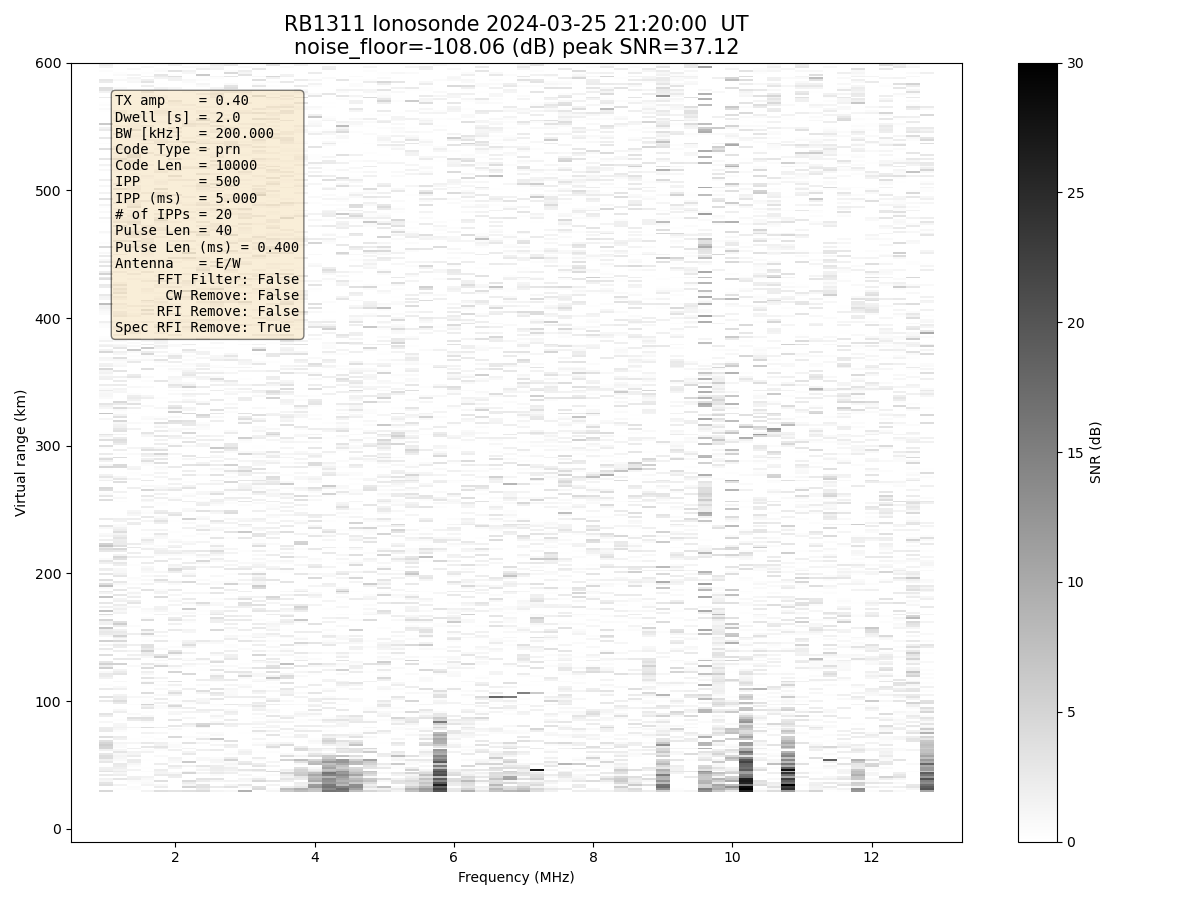 RB1311 Ionosonde 2024-03-25 21:20:00  UT
noise_floor=-108.06 (dB) peak SNR=37.12
TX amp    = 0.40
Dwell [s] = 2.0
BW [kHz]  = 200.000
Code Type = prn
Code Len  = 10000
IPP       = 500
IPP (ms)  = 5.000
# of IPPs = 20
Pulse Len = 40
Pulse Len (ms) = 0.400
Antenna   = E/W
FFT Filter: False
CW Remove: False
RFI Remove: False
Spec RFI Remove: True
Virtual range (km)
600
500
400
300
200
100
0
2
4
6
8
10
12
Frequency (MHz)
30
25
20
15
10
5
0
SNR (dB)